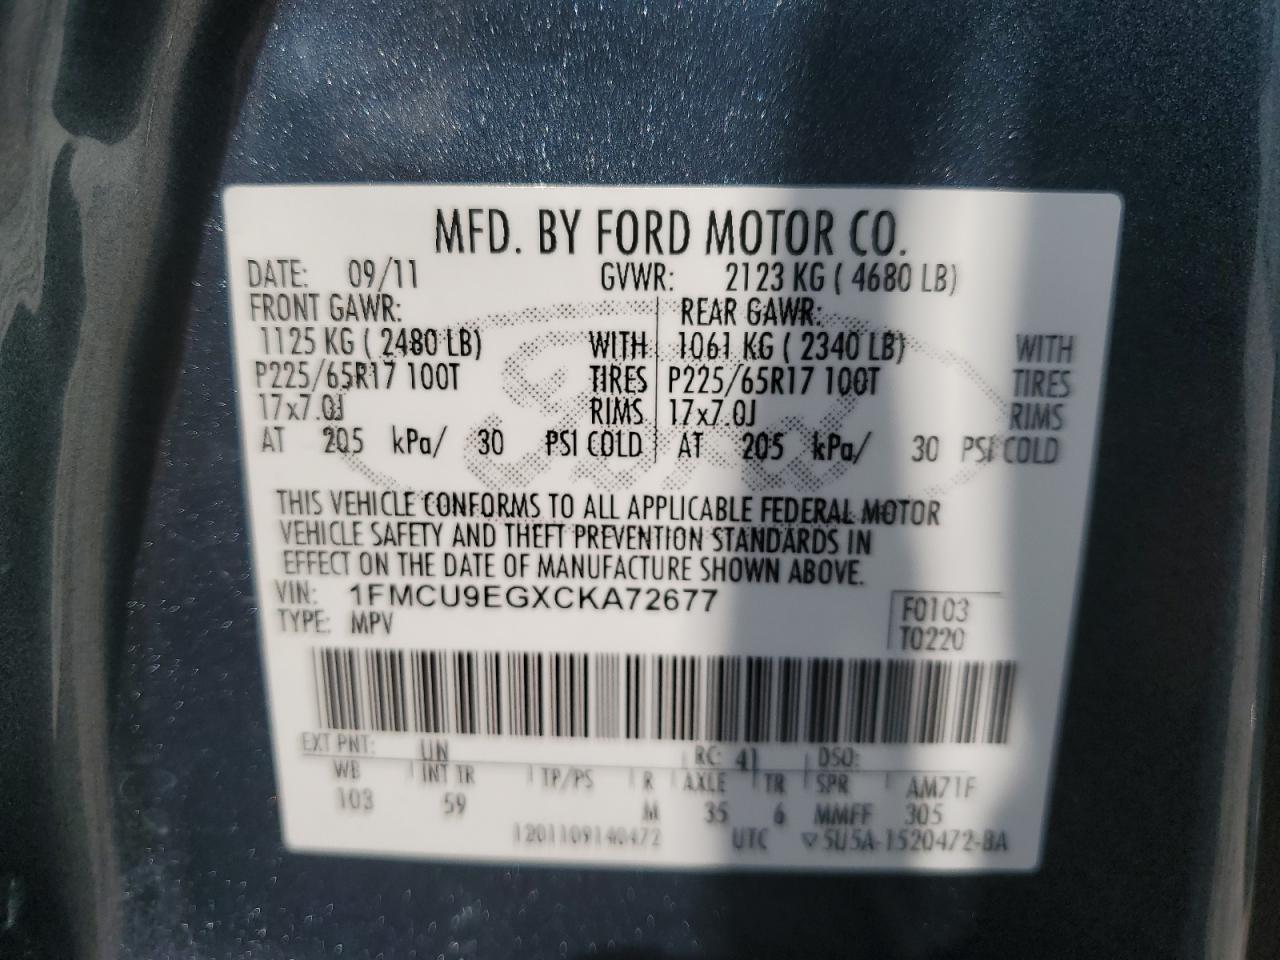 MFD. BY FORD MOTOR CO.
DATE: 09/11 GVWR: 2123 KG ( 4680 LB)
FRONT GAWR: REAR GAWR:
1125 KG ( 2480 LB) WITH 1061 KG ( 2340 LB) WITH
P225/65R17 100T TIRES P225/65R17 100T TIRES
17x7.0J RIMS 17x7.0J RIMS
AT 205 kPa/ 30 PSI COLD AT 205 kPa/ 30 PSI COLD
THIS VEHICLE CONFORMS TO ALL APPLICABLE FEDERAL MOTOR
VEHICLE SAFETY AND THEFT PREVENTION STANDARDS IN
EFFECT ON THE DATE OF MANUFACTURE SHOWN ABOVE.
VIN: 1FMCU9EGXCKA72677 F0103
TYPE: MPV T0220
EXT PNT: UN RC: 41 DSO:
WB INT TR TP/PS R AXLE TR SPR AM71F
103 59 M 35 6 MMFF 305
1201109140472 UTC ▽5U5A-1520472-BA